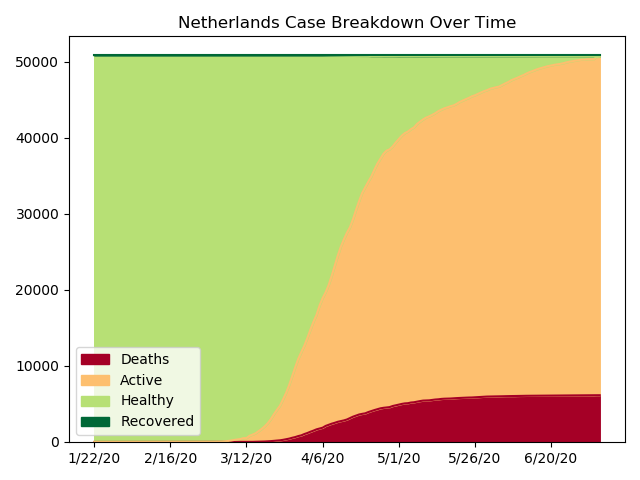 Netherlands Case Breakdown Over Time
50000
40000
30000
20000
10000
0
Deaths
Active
Healthy
Recovered
1/22/20 2/16/20 3/12/20 4/6/20 5/1/20 5/26/20 6/20/20